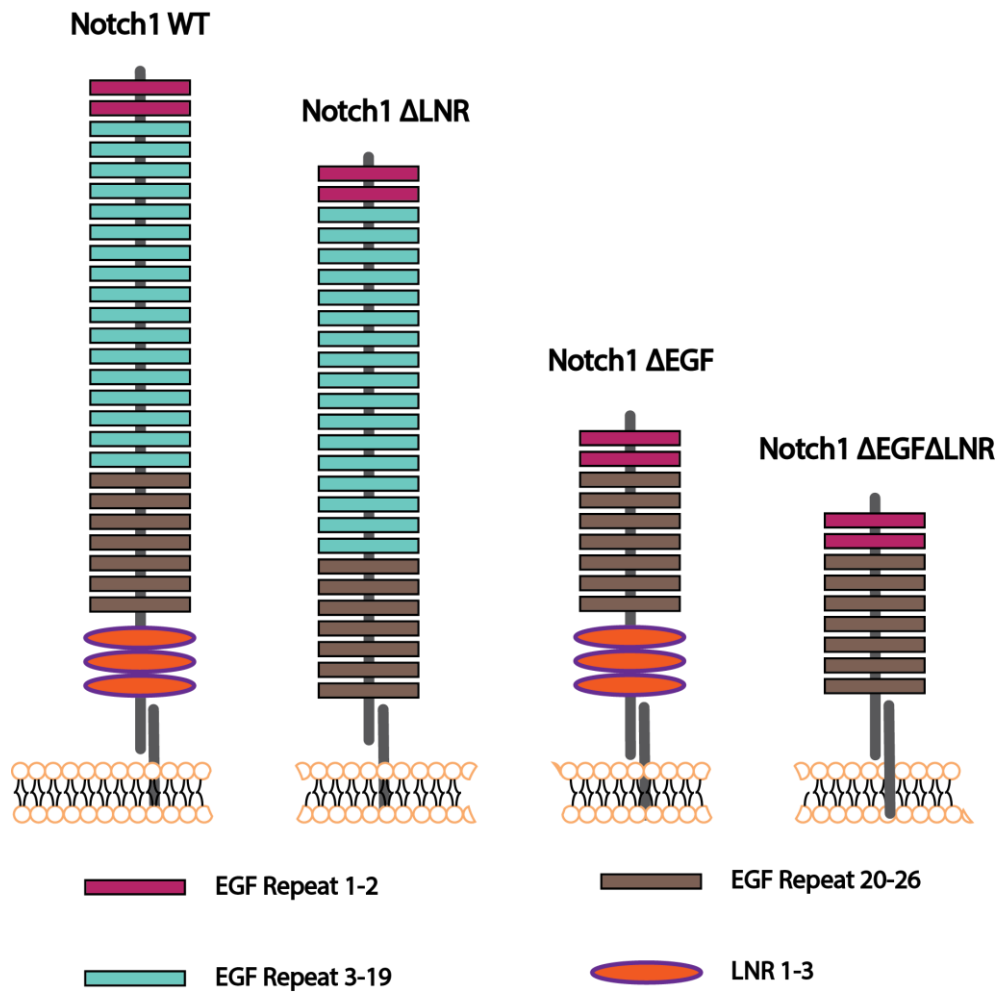 Notch1 WT
Notch1 ΔLNR
Notch1 ΔEGF
Notch1 ΔEGFΔLNR
EGF Repeat 1-2
EGF Repeat 20-26
EGF Repeat 3-19
LNR 1-3